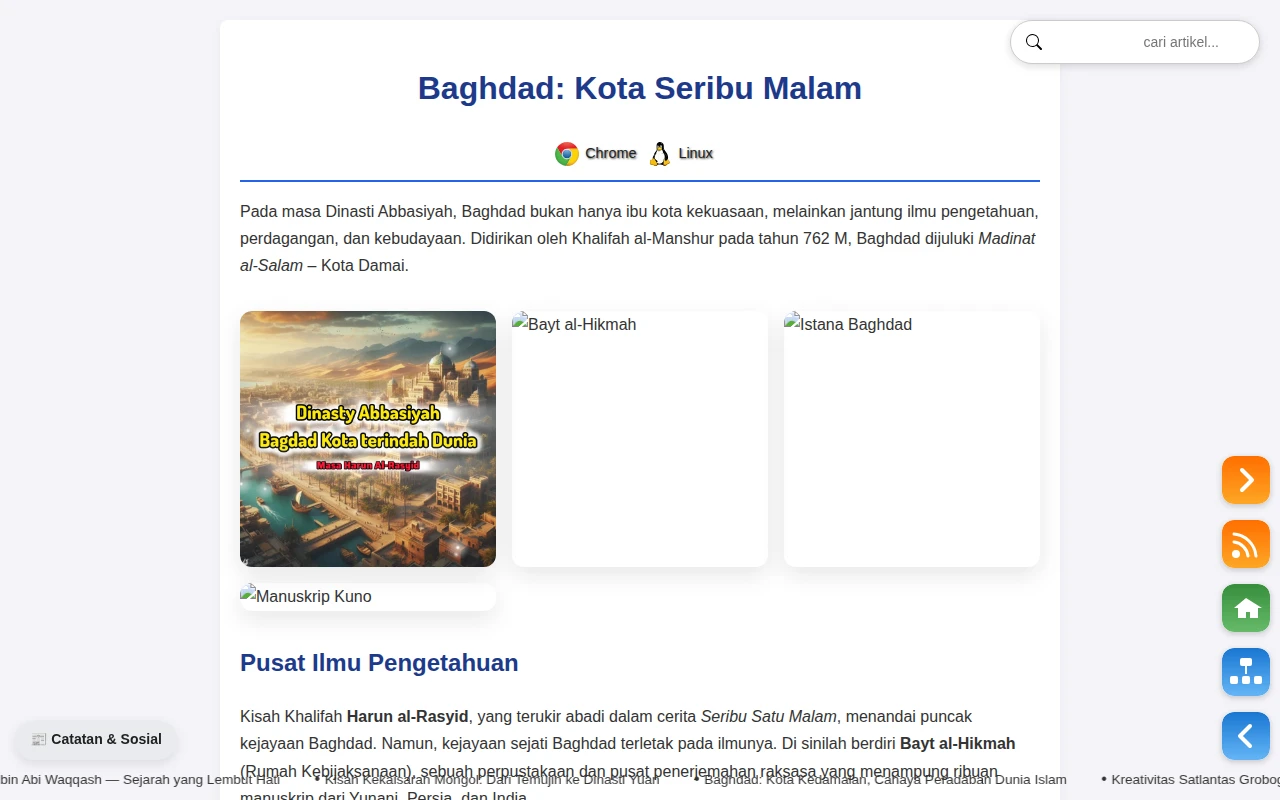 cari artikel...
Baghdad: Kota Seribu Malam
Chrome Linux
Pada masa Dinasti Abbasiyah, Baghdad bukan hanya ibu kota kekuasaan, melainkan jantung ilmu pengetahuan,
perdagangan, dan kebudayaan. Didirikan oleh Khalifah al-Manshur pada tahun 762 M, Baghdad dijuluki Madinat
al-Salam – Kota Damai.
Dinasty Abbasiyah
Bagdad Kota terindah Dunia
Masa Harun Al-Rasyid
Bayt al-Hikmah
Istana Baghdad
Manuskrip Kuno
Pusat Ilmu Pengetahuan
Kisah Khalifah Harun al-Rasyid, yang terukir abadi dalam cerita Seribu Satu Malam, menandai puncak
kejayaan Baghdad. Namun, kejayaan sejati Baghdad terletak pada ilmunya. Di sinilah berdiri Bayt al-Hikmah
(Rumah Kebijaksanaan), sebuah perpustakaan dan pusat penerjemahan raksasa yang menampung ribuan
manuskrip dari Yunani, Persia, dan India.
📰 Catatan & Sosial
bin Abi Waqqash — Sejarah yang Lembut Hati • Kisah Kekaisaran Mongol: Dari Temujin ke Dinasti Yuan • Baghdad: Kota Kedamaian, Cahaya Peradaban Dunia Islam • Kreativitas Satlantas Grobog